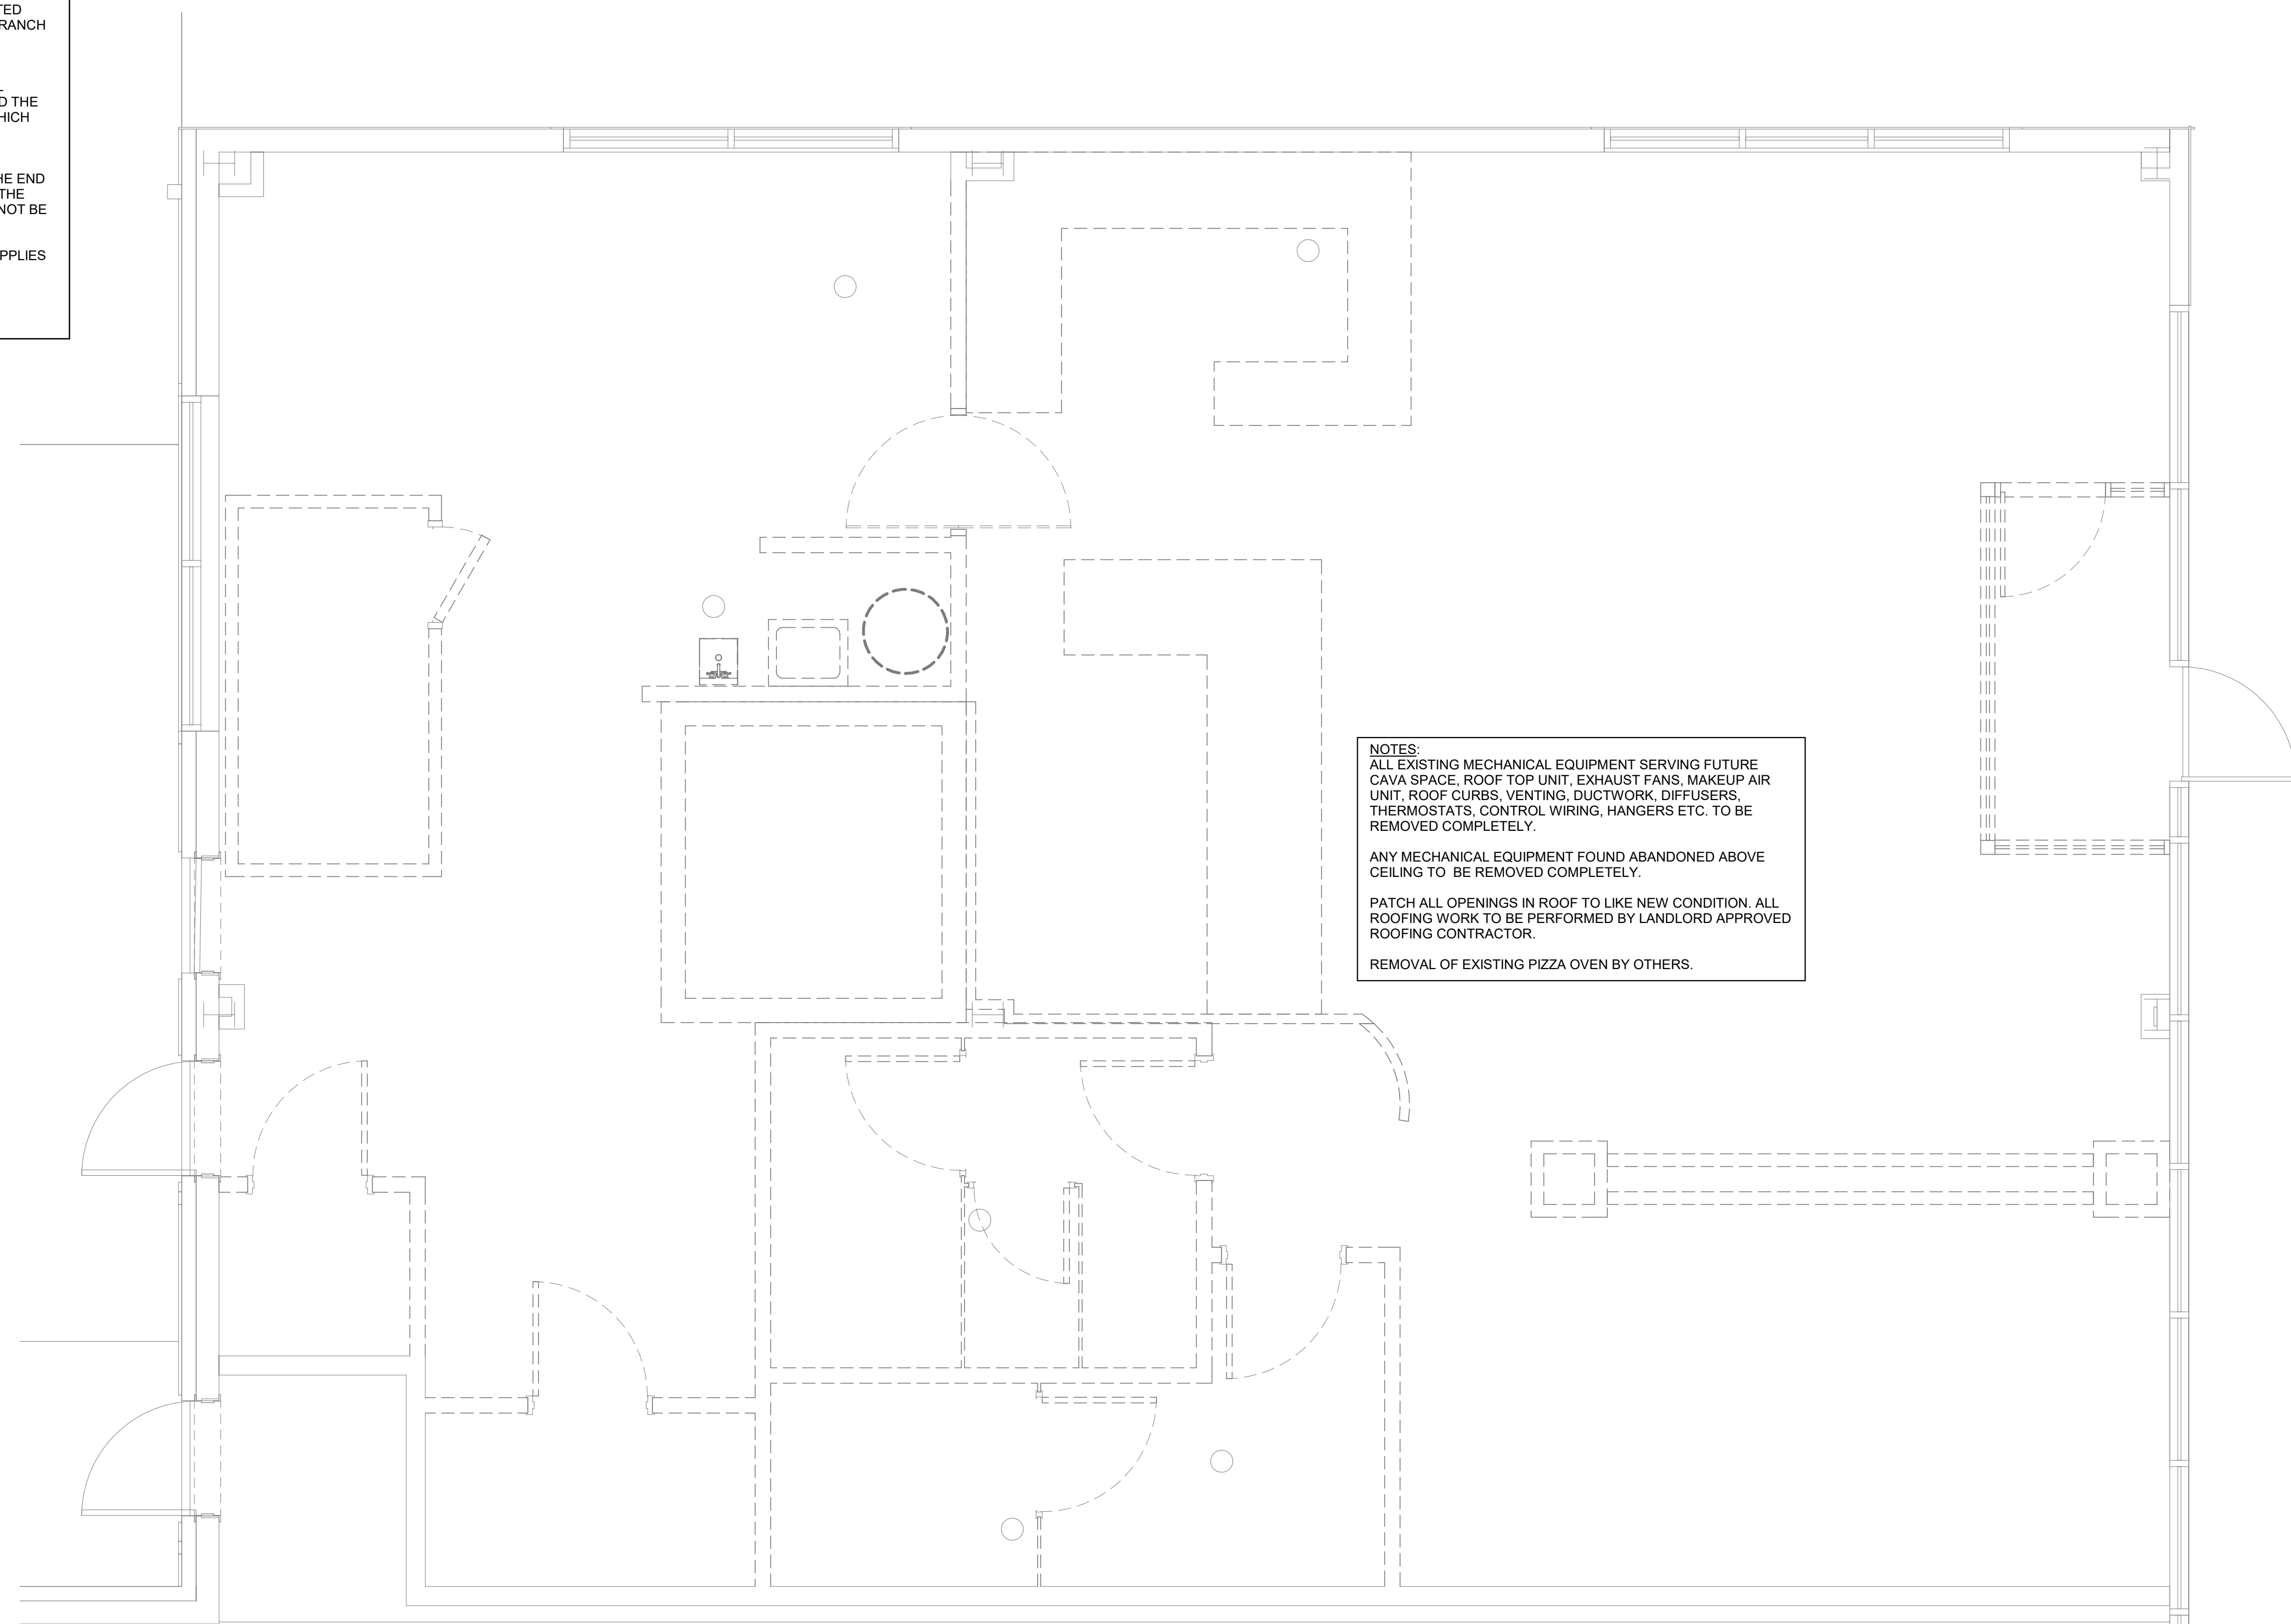 TED
RANCH
D THE
HICH
HE END
THE
NOT BE
PPLIES
NOTES:
ALL EXISTING MECHANICAL EQUIPMENT SERVING FUTURE
CAVA SPACE, ROOF TOP UNIT, EXHAUST FANS, MAKEUP AIR
UNIT, ROOF CURBS, VENTING, DUCTWORK, DIFFUSERS,
THERMOSTATS, CONTROL WIRING, HANGERS ETC. TO BE
REMOVED COMPLETELY.
ANY MECHANICAL EQUIPMENT FOUND ABANDONED ABOVE
CEILING TO BE REMOVED COMPLETELY.
PATCH ALL OPENINGS IN ROOF TO LIKE NEW CONDITION. ALL
ROOFING WORK TO BE PERFORMED BY LANDLORD APPROVED
ROOFING CONTRACTOR.
REMOVAL OF EXISTING PIZZA OVEN BY OTHERS.